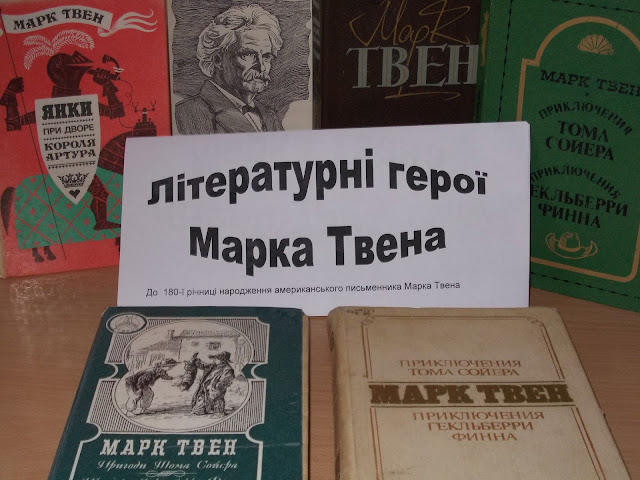 МАРК ТВЕН
ЯНКИ
ПРИ ДВОРЕ
КОРОЛЯ
АРТУРА
Марк
ТВЕН
МАРК ТВЕН
ПРИКЛЮЧЕНИЯ
ТОМА
СОЙЕРА
ПРИКЛЮЧЕНИЯ
ГЕКЛЬБЕРРИ
ФИННА
Літературні герої
Марка Твена
До 180-ї річниці народження американського письменника Марка Твена
МАРК ТВЕН
Пригоди Тома Сойєра
ПРИКЛЮЧЕНИЯ
ТОМА СОЙЕРА
МАРК ТВЕН
ПРИКЛЮЧЕНИЯ
ГЕКЛЬБЕРРИ
ФИННА